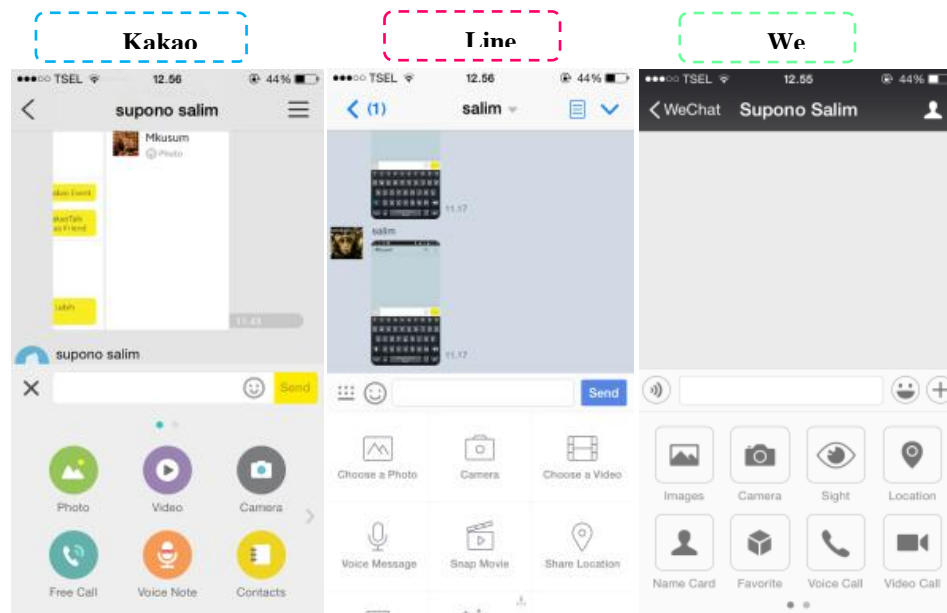 Kakao
Line
We
TSEL 12.56 44%
supono salim
Mkusum
Photo
11.43
supono salim
Send
Photo Video Camera
Free Call Voice Note Contacts
TSEL 12.56 44%
(1) salim
11.17
salim
11.17
Send
Choose a Photo Camera Choose a Video
Voice Message Snap Movie Share Location
TSEL 12.55 44%
WeChat Supono Salim
Images Camera Sight Location
Name Card Favorite Voice Call Video Call